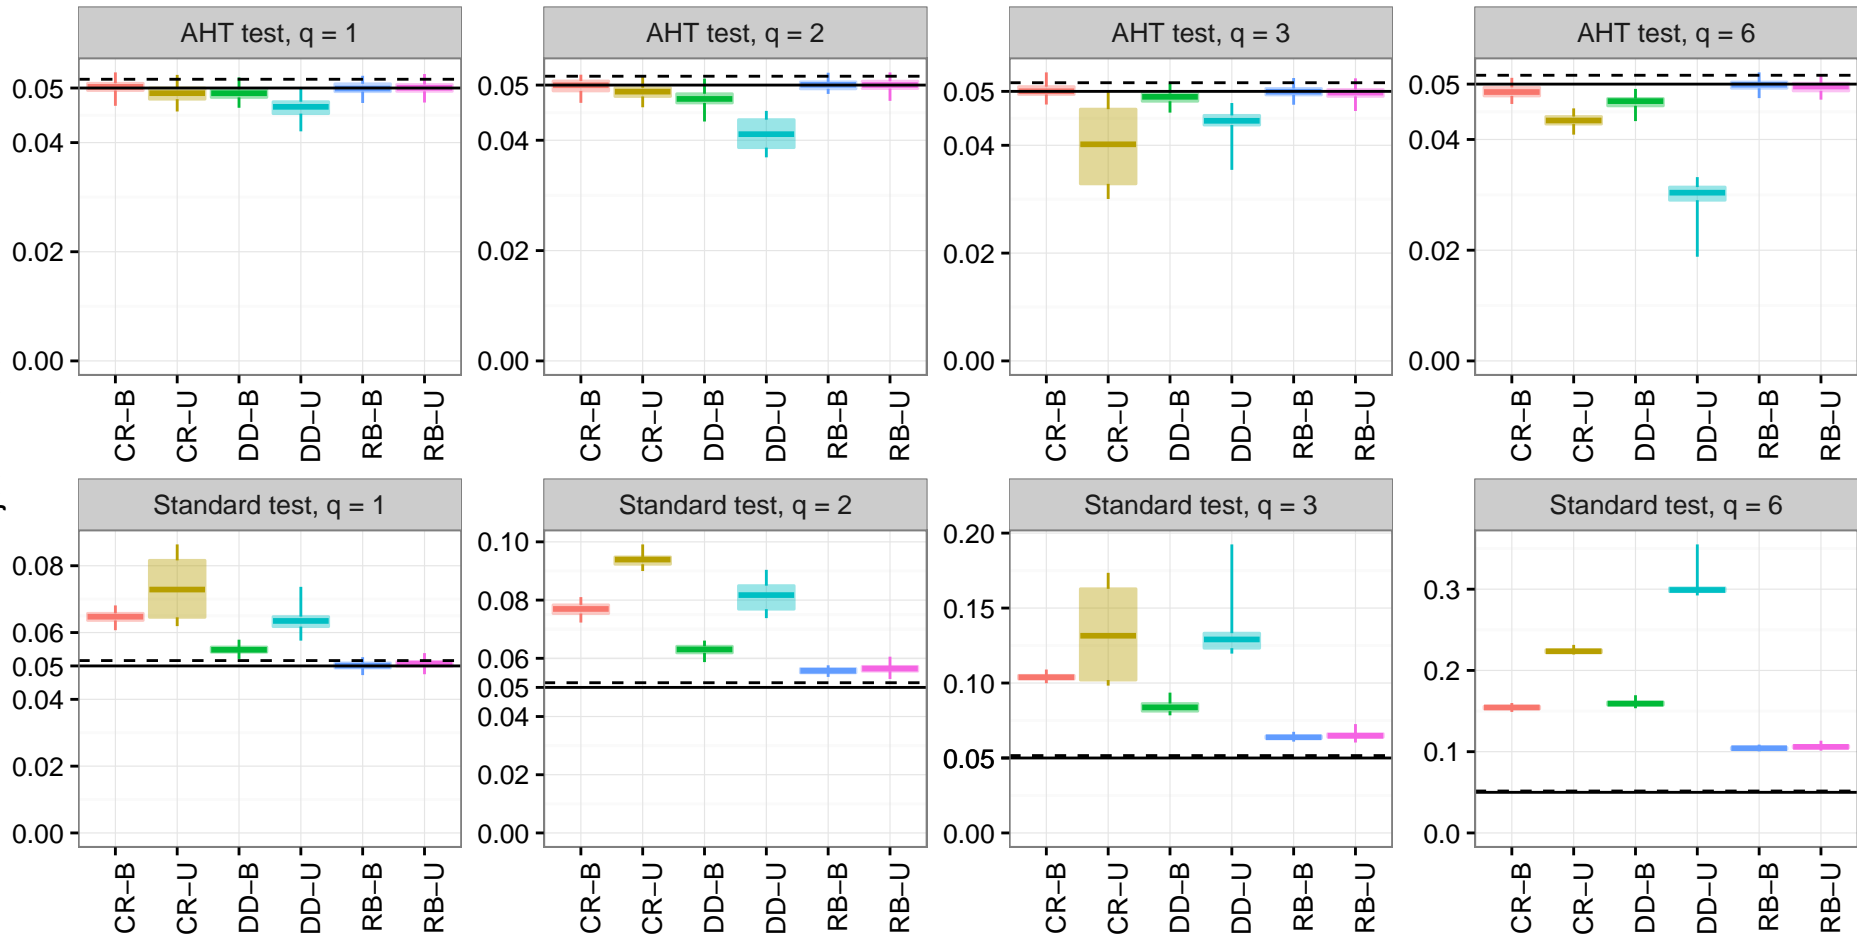 AHT test, q = 1
AHT test, q = 2
AHT test, q = 3
AHT test, q = 6
0.05
0.04
0.02
0.00
0.05
0.04
0.02
0.00
0.05
0.04
0.02
0.00
0.05
0.04
0.02
0.00
CR−B
CR−U
DD−B
DD−U
RB−B
RB−U
CR−B
CR−U
DD−B
DD−U
RB−B
RB−U
CR−B
CR−U
DD−B
DD−U
RB−B
RB−U
CR−B
CR−U
DD−B
DD−U
RB−B
RB−U
Standard test, q = 1
Standard test, q = 2
Standard test, q = 3
Standard test, q = 6
0.08
0.06
0.05
0.04
0.02
0.00
0.10
0.08
0.06
0.05
0.04
0.02
0.00
0.20
0.15
0.10
0.05
0.00
0.3
0.2
0.1
0.0
CR−B
CR−U
DD−B
DD−U
RB−B
RB−U
CR−B
CR−U
DD−B
DD−U
RB−B
RB−U
CR−B
CR−U
DD−B
DD−U
RB−B
RB−U
CR−B
CR−U
DD−B
DD−U
RB−B
RB−U